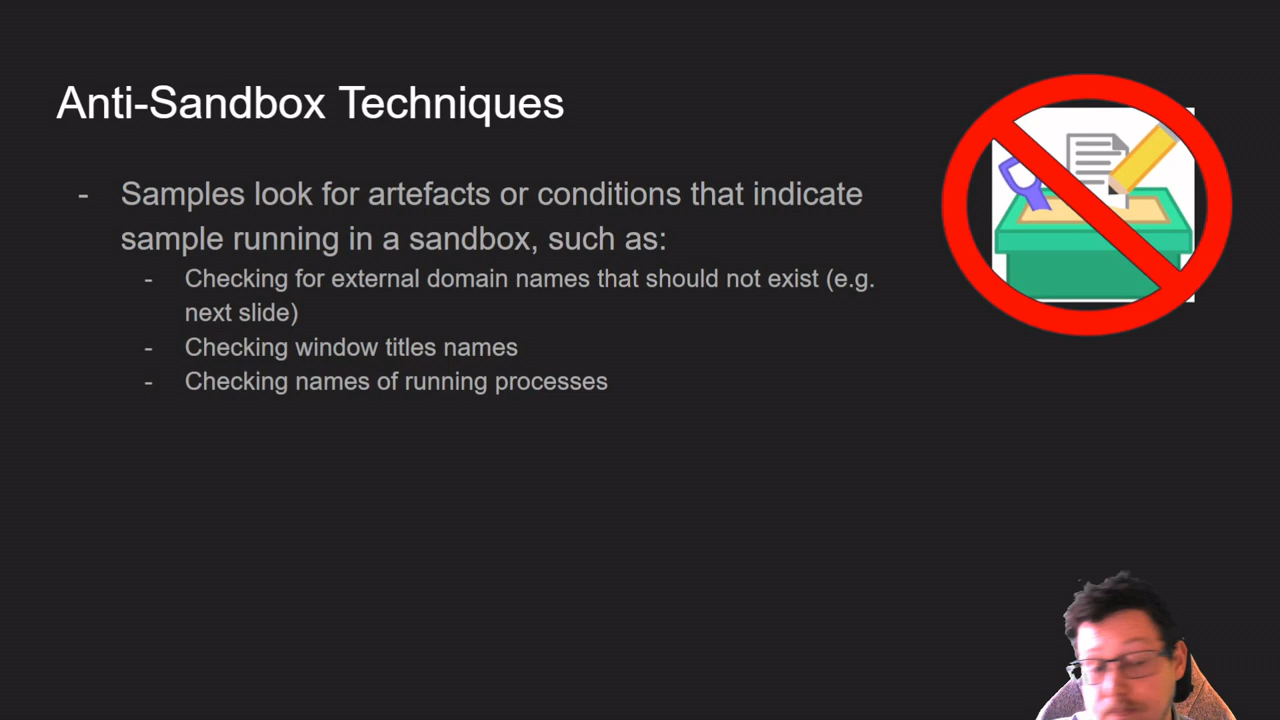 Anti-Sandbox Techniques
- Samples look for artefacts or conditions that indicate
sample running in a sandbox, such as:
- Checking for external domain names that should not exist (e.g.
next slide)
- Checking window titles names
- Checking names of running processes